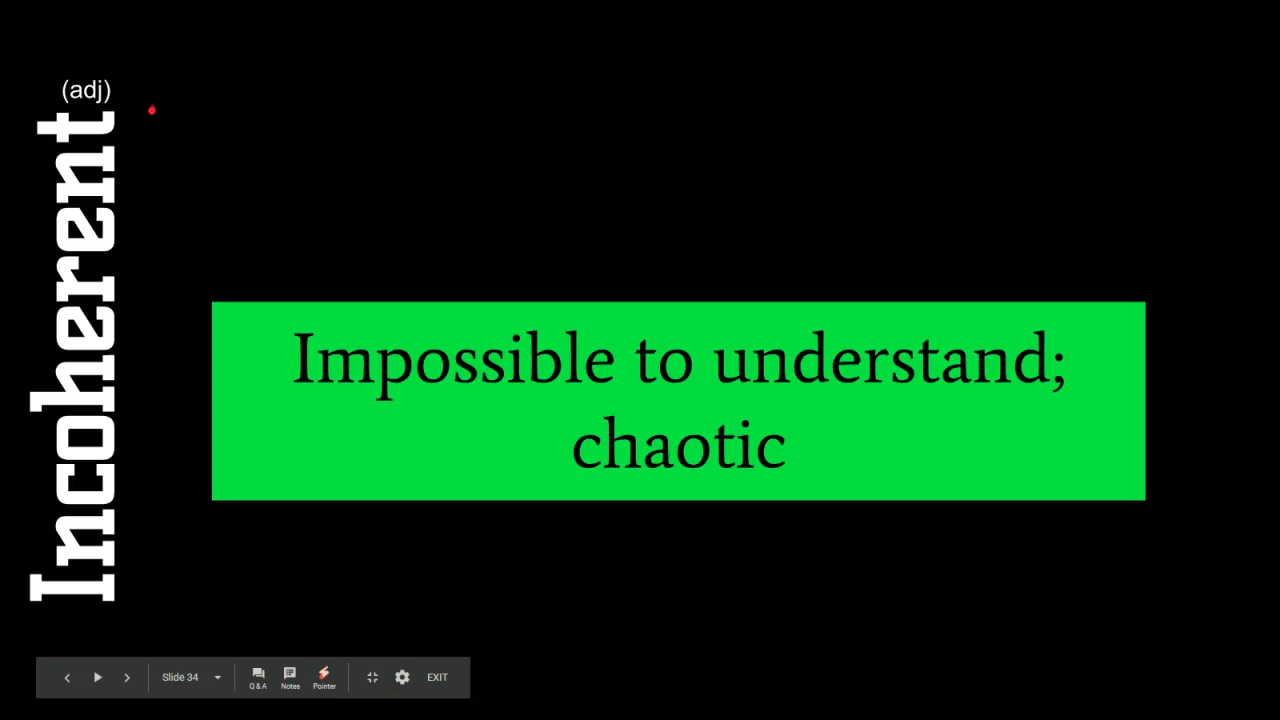 (adj)
Incoherent
Impossible to understand;
chaotic
Slide 34
Q & A
Notes
Pointer
EXIT